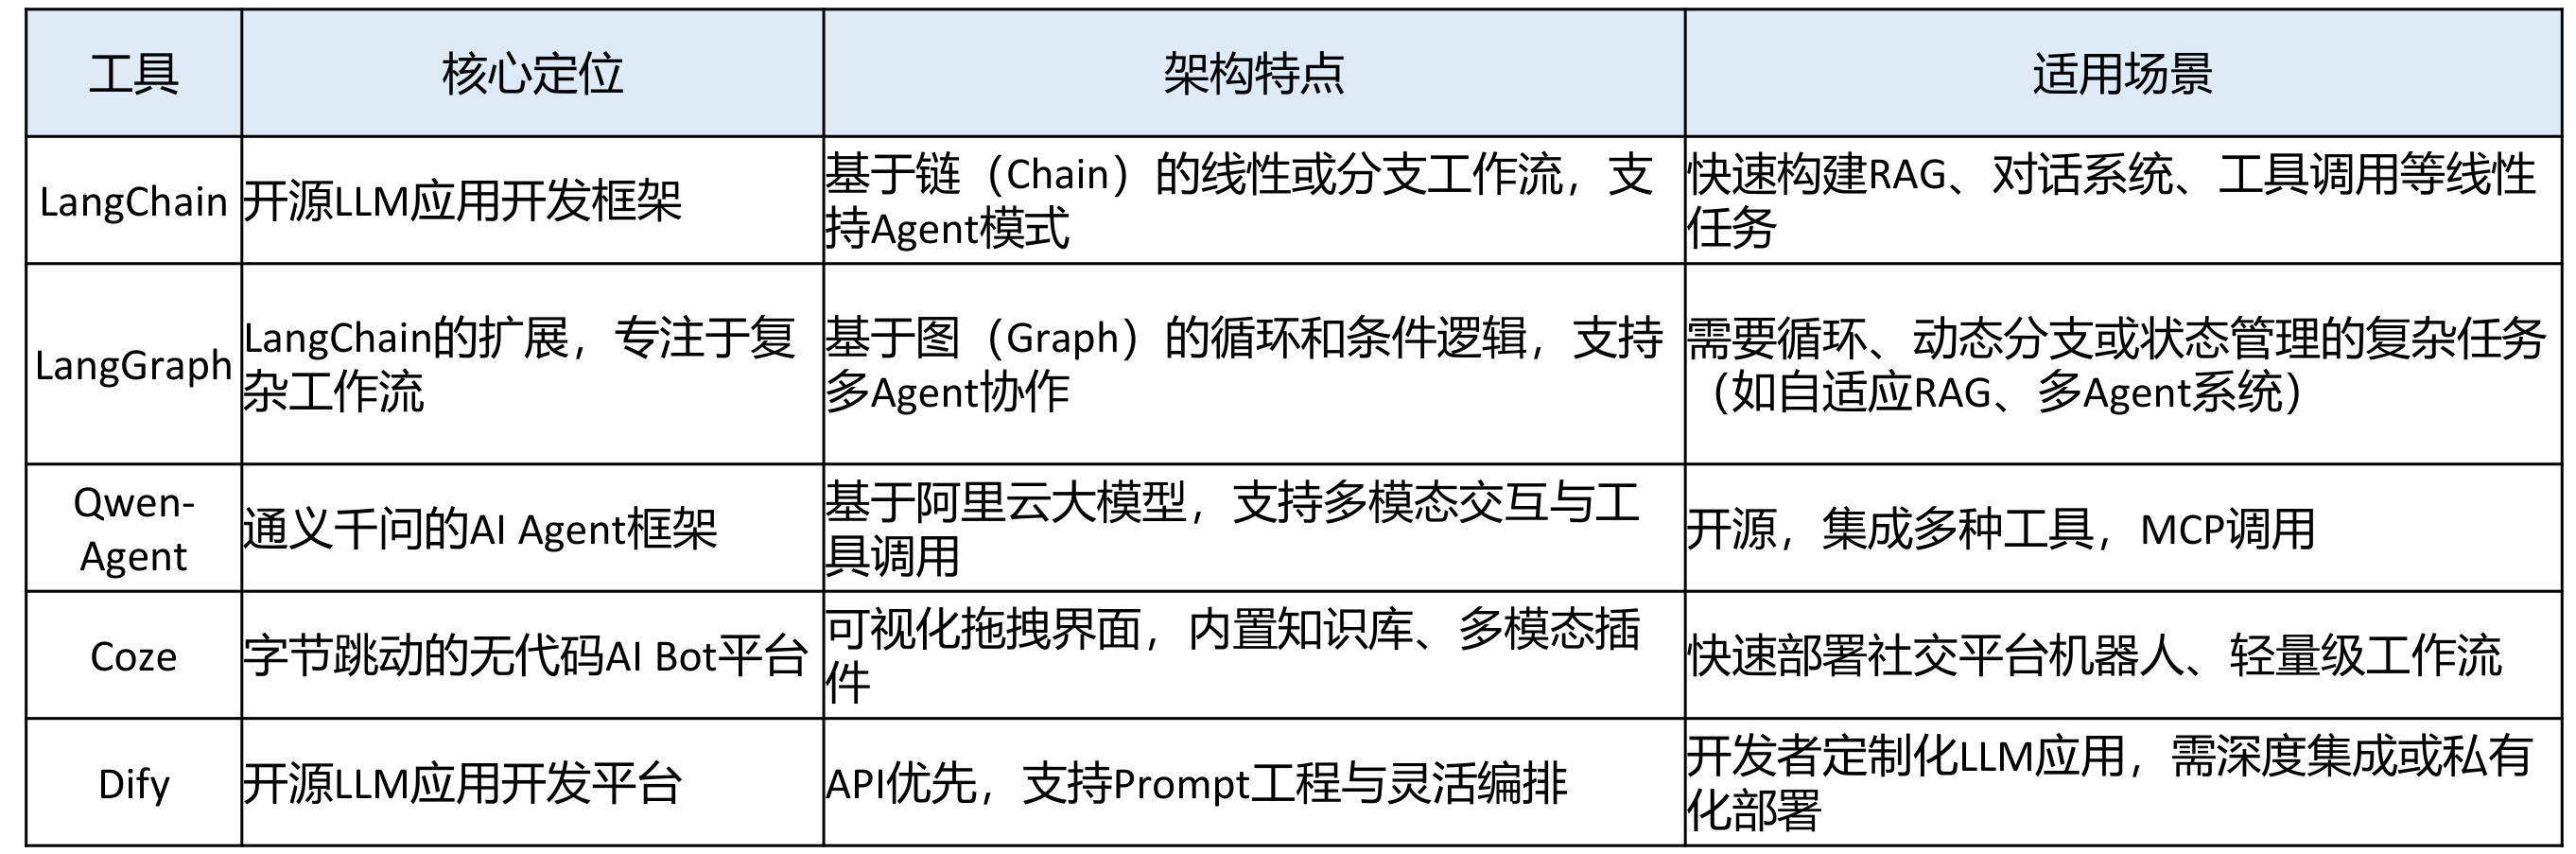 工具
核心定位
架构特点
适用场景
LangChain
开源LLM应用开发框架
基于链（Chain）的线性或分支工作流，支
持Agent模式
快速构建RAG、对话系统、工具调用等线性
任务
LangGraph
LangChain的扩展，专注于复
杂工作流
基于图（Graph）的循环和条件逻辑，支持
多Agent协作
需要循环、动态分支或状态管理的复杂任务
（如自适应RAG、多Agent系统）
Qwen-
Agent
通义千问的AI Agent框架
基于阿里云大模型，支持多模态交互与工
具调用
开源，集成多种工具，MCP调用
Coze
字节跳动的无代码AI Bot平台
可视化拖拽界面，内置知识库、多模态插
件
快速部署社交平台机器人、轻量级工作流
Dify
开源LLM应用开发平台
API优先，支持Prompt工程与灵活编排
开发者定制化LLM应用，需深度集成或私有
化部署